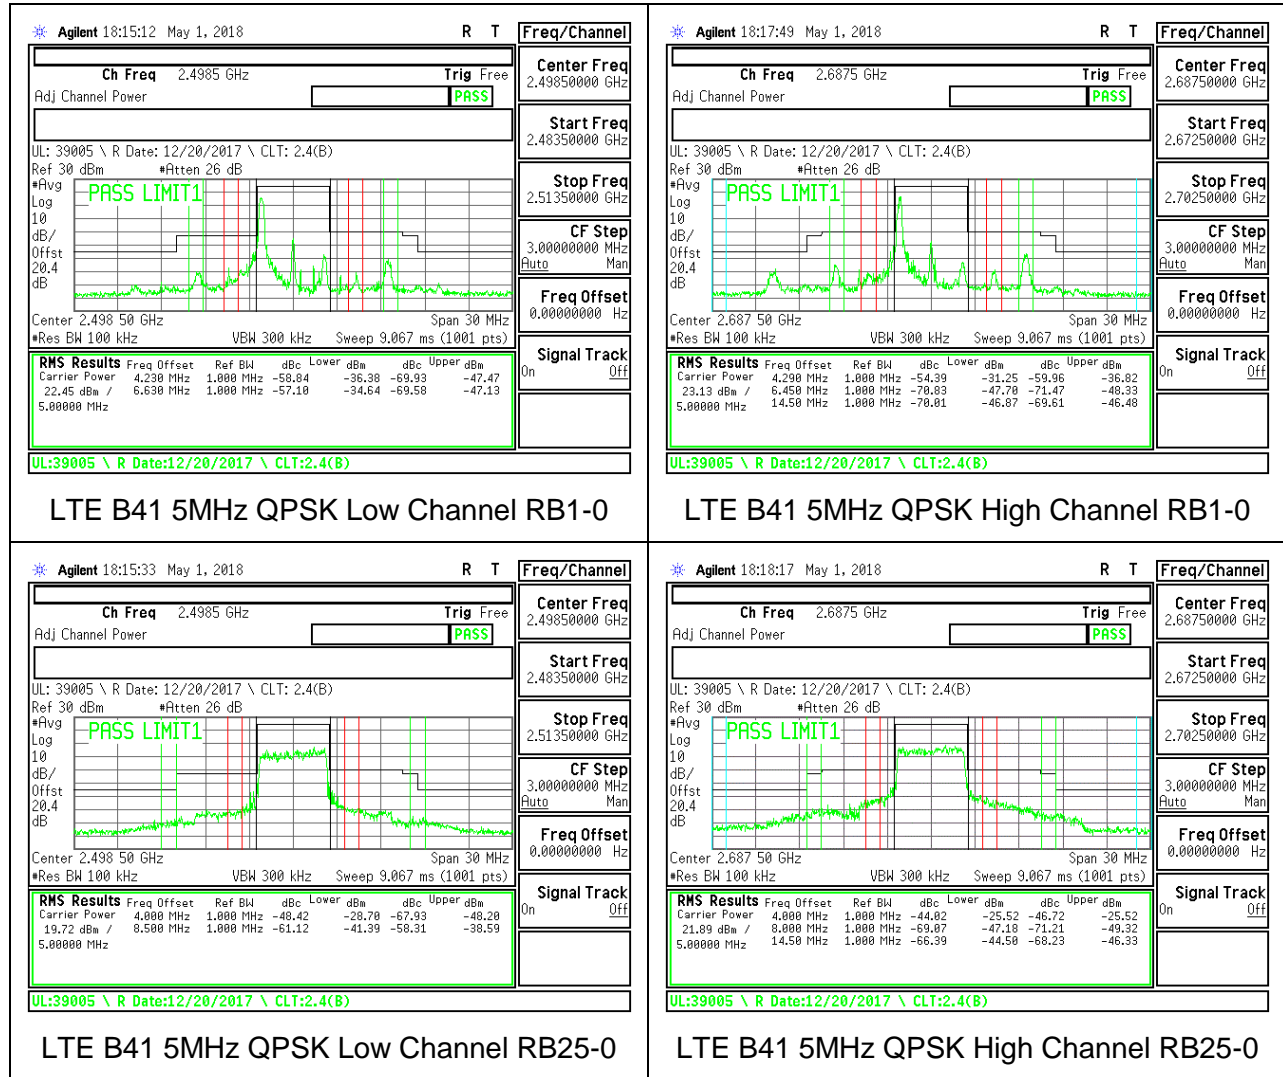 Agilent 18:15:12 May 1, 2018 R T
Freq/Channel
Ch Freq 2.4985 GHz Trig Free
Adj Channel Power PASS
Center Freq
2.49850000 GHz
Start Freq
2.48350000 GHz
UL: 39005 \ R Date: 12/20/2017 \ CLT: 2.4(B)
Ref 30 dBm #Atten 26 dB
#Avg
Log
10
dB/
Offst
20.4
dB
PASS LIMIT1
Stop Freq
2.51350000 GHz
CF Step
3.00000000 MHz
Auto Man
Freq Offset
0.00000000 Hz
Center 2.498 50 GHz Span 30 MHz
#Res BW 100 kHz VBW 300 kHz Sweep 9.067 ms (1001 pts)
Signal Track
On Off
RMS Results Freq Offset Ref BW dBc Lower dBm dBc Upper dBm
Carrier Power 4.230 MHz 1.000 MHz -58.84 -36.38 -69.93 -47.47
22.45 dBm / 6.630 MHz 1.000 MHz -57.10 -34.64 -69.58 -47.13
5.00000 MHz
UL:39005 \ R Date:12/20/2017 \ CLT:2.4(B)
LTE B41 5MHz QPSK Low Channel RB1-0
Agilent 18:17:49 May 1, 2018 R T
Freq/Channel
Ch Freq 2.6875 GHz Trig Free
Adj Channel Power PASS
Center Freq
2.68750000 GHz
Start Freq
2.67250000 GHz
UL: 39005 \ R Date: 12/20/2017 \ CLT: 2.4(B)
Ref 30 dBm #Atten 26 dB
#Avg
Log
10
dB/
Offst
20.4
dB
PASS LIMIT1
Stop Freq
2.70250000 GHz
CF Step
3.00000000 MHz
Auto Man
Freq Offset
0.00000000 Hz
Center 2.687 50 GHz Span 30 MHz
#Res BW 100 kHz VBW 300 kHz Sweep 9.067 ms (1001 pts)
Signal Track
On Off
RMS Results Freq Offset Ref BW dBc Lower dBm dBc Upper dBm
Carrier Power 4.290 MHz 1.000 MHz -54.39 -31.25 -59.96 -36.82
23.13 dBm / 6.450 MHz 1.000 MHz -70.83 -47.70 -71.47 -48.33
5.00000 MHz 14.50 MHz 1.000 MHz -70.01 -46.87 -69.61 -46.48
UL:39005 \ R Date:12/20/2017 \ CLT:2.4(B)
LTE B41 5MHz QPSK High Channel RB1-0
Agilent 18:15:33 May 1, 2018 R T
Freq/Channel
Ch Freq 2.4985 GHz Trig Free
Adj Channel Power PASS
Center Freq
2.49850000 GHz
Start Freq
2.48350000 GHz
UL: 39005 \ R Date: 12/20/2017 \ CLT: 2.4(B)
Ref 30 dBm #Atten 26 dB
#Avg
Log
10
dB/
Offst
20.4
dB
PASS LIMIT1
Stop Freq
2.51350000 GHz
CF Step
3.00000000 MHz
Auto Man
Freq Offset
0.00000000 Hz
Center 2.498 50 GHz Span 30 MHz
#Res BW 100 kHz VBW 300 kHz Sweep 9.067 ms (1001 pts)
Signal Track
On Off
RMS Results Freq Offset Ref BW dBc Lower dBm dBc Upper dBm
Carrier Power 4.000 MHz 1.000 MHz -48.42 -28.70 -67.93 -48.20
19.72 dBm / 8.500 MHz 1.000 MHz -61.12 -41.39 -58.31 -38.59
5.00000 MHz
UL:39005 \ R Date:12/20/2017 \ CLT:2.4(B)
LTE B41 5MHz QPSK Low Channel RB25-0
Agilent 18:18:17 May 1, 2018 R T
Freq/Channel
Ch Freq 2.6875 GHz Trig Free
Adj Channel Power PASS
Center Freq
2.68750000 GHz
Start Freq
2.67250000 GHz
UL: 39005 \ R Date: 12/20/2017 \ CLT: 2.4(B)
Ref 30 dBm #Atten 26 dB
#Avg
Log
10
dB/
Offst
20.4
dB
PASS LIMIT1
Stop Freq
2.70250000 GHz
CF Step
3.00000000 MHz
Auto Man
Freq Offset
0.00000000 Hz
Center 2.687 50 GHz Span 30 MHz
#Res BW 100 kHz VBW 300 kHz Sweep 9.067 ms (1001 pts)
Signal Track
On Off
RMS Results Freq Offset Ref BW dBc Lower dBm dBc Upper dBm
Carrier Power 4.000 MHz 1.000 MHz -44.02 -25.52 -46.72 -25.52
21.89 dBm / 8.000 MHz 1.000 MHz -69.07 -47.18 -71.21 -49.32
5.00000 MHz 14.50 MHz 1.000 MHz -66.39 -44.50 -68.23 -46.33
UL:39005 \ R Date:12/20/2017 \ CLT:2.4(B)
LTE B41 5MHz QPSK High Channel RB25-0